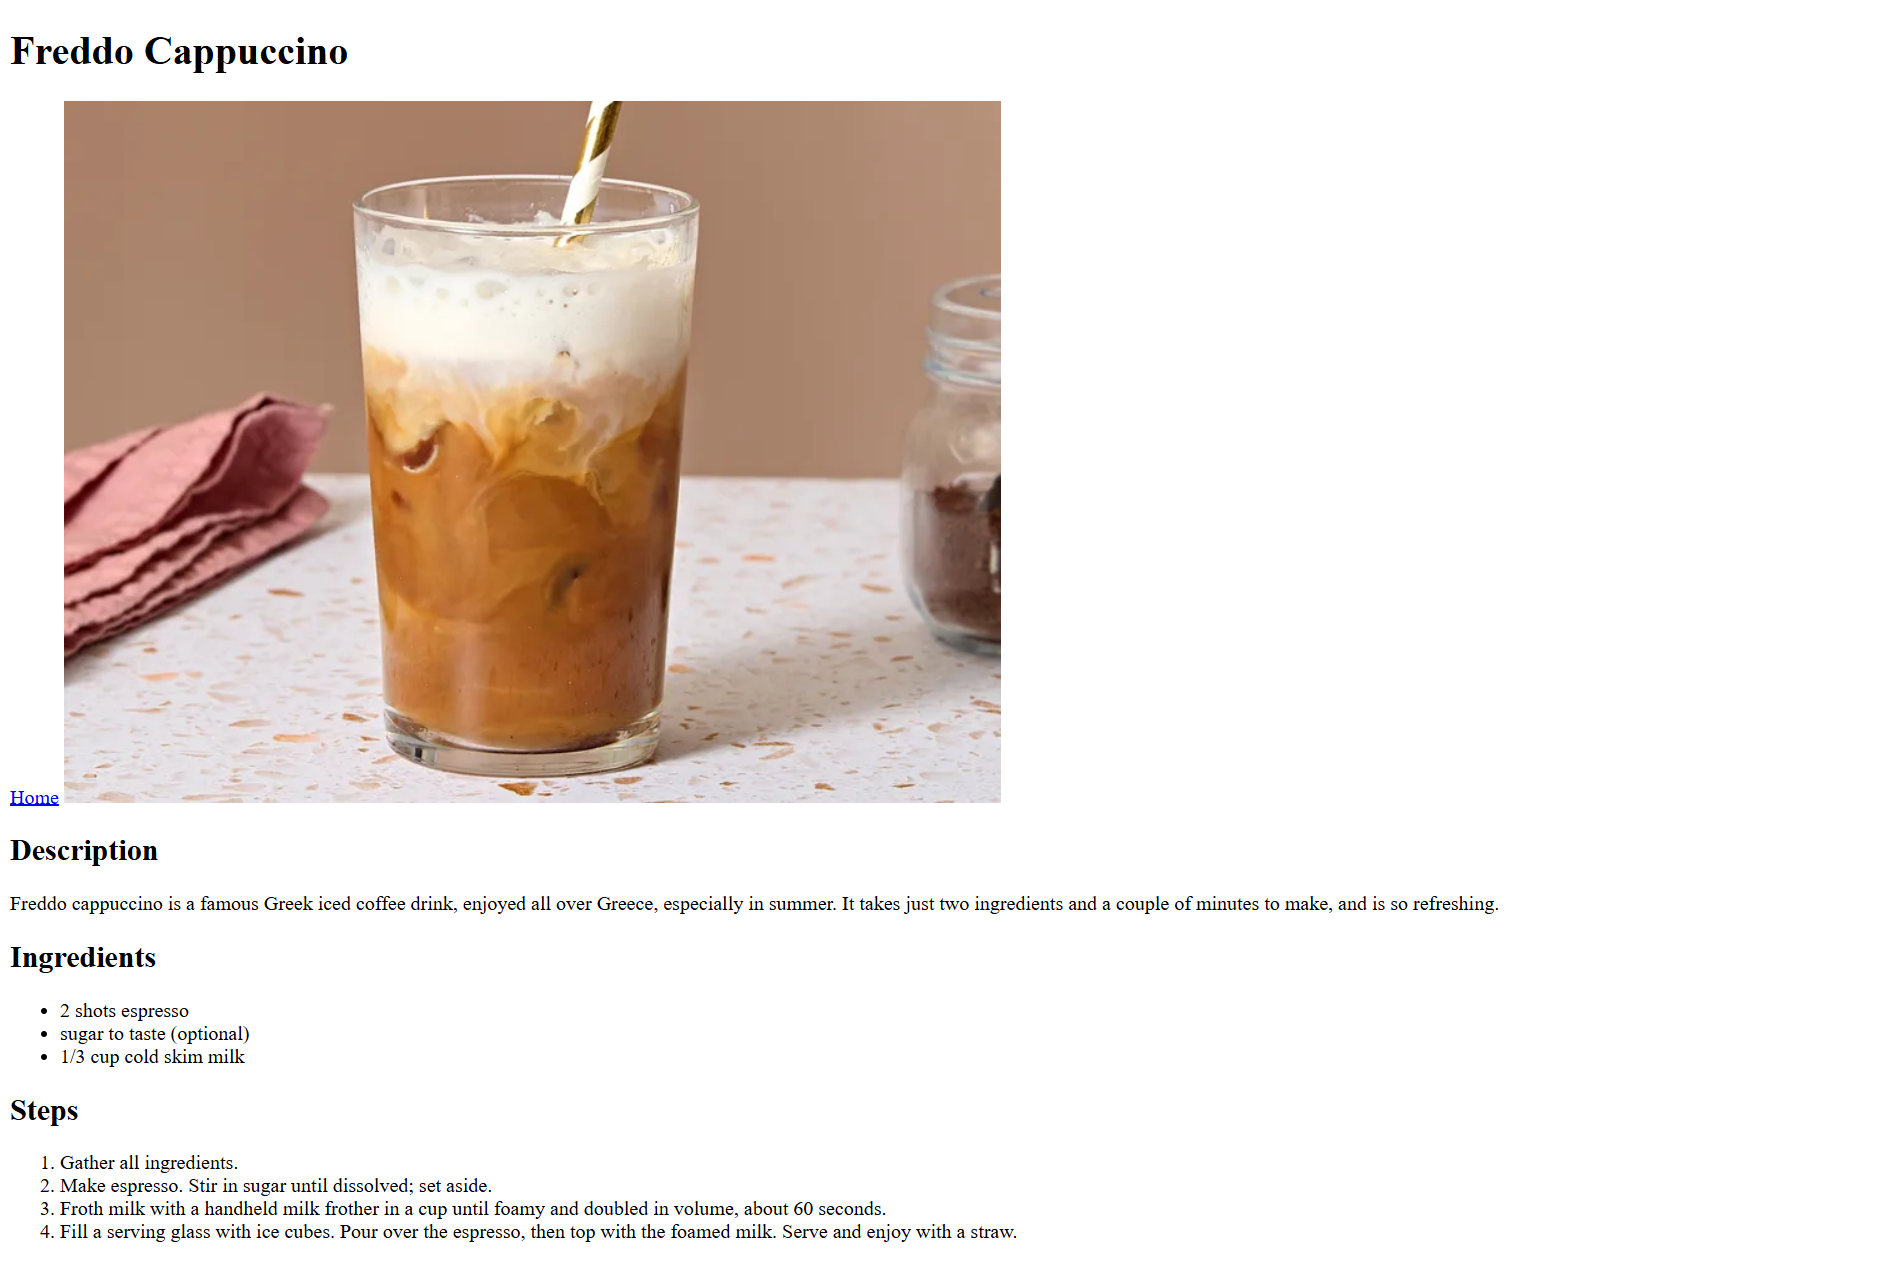 Freddo Cappuccino
Home
Description
Freddo cappuccino is a famous Greek iced coffee drink, enjoyed all over Greece, especially in summer. It takes just two ingredients and a couple of minutes to make, and is so refreshing.
Ingredients
• 2 shots espresso
• sugar to taste (optional)
• 1/3 cup cold skim milk
Steps
1. Gather all ingredients.
2. Make espresso. Stir in sugar until dissolved; set aside.
3. Froth milk with a handheld milk frother in a cup until foamy and doubled in volume, about 60 seconds.
4. Fill a serving glass with ice cubes. Pour over the espresso, then top with the foamed milk. Serve and enjoy with a straw.